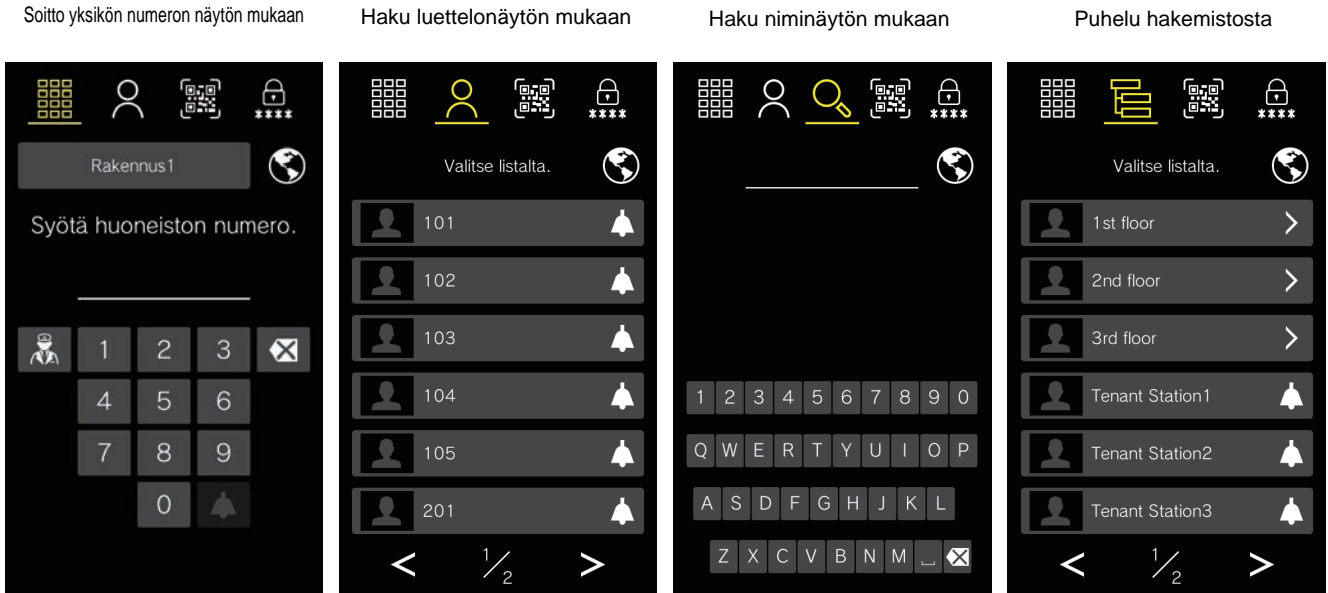 Soitto yksikön numeron näytön mukaan
****
Rakennus1
Syötä huoneiston numero.
1 2 3
4 5 6
7 8 9
0
Haku luettelonäytön mukaan
****
Valitse listalta.
101
102
103
104
105
201
< 1/2 >
Haku niminäytön mukaan
****
1 2 3 4 5 6 7 8 9 0
Q W E R T Y U I O P
A S D F G H J K L
Z X C V B N M
Puhelu hakemistosta
****
Valitse listalta.
1st floor
2nd floor
3rd floor
Tenant Station1
Tenant Station2
Tenant Station3
< 1/2 >